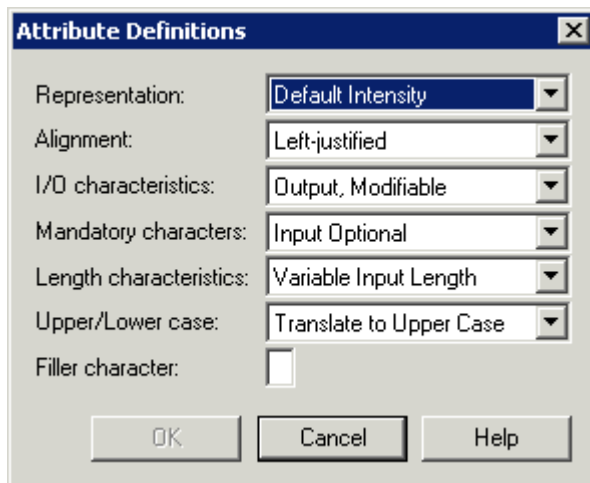 Attribute Definitions
Representation: Default Intensity
Alignment: Left-justified
I/O characteristics: Output, Modifiable
Mandatory characters: Input Optional
Length characteristics: Variable Input Length
Upper/Lower case: Translate to Upper Case
Filler character:
OK Cancel Help